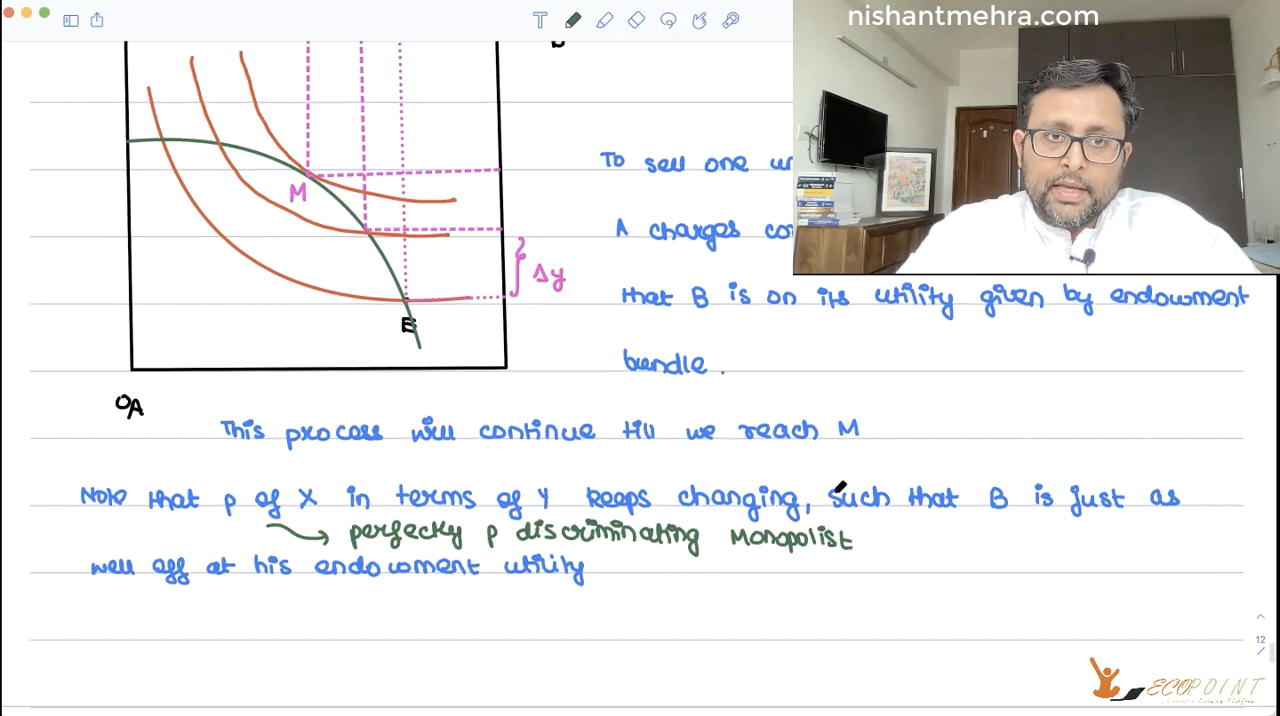 nishantmehra.com
To sell one
A charges
M
Δy
that B is on its utility given by endowment
E
bundle.
OA
This process will continue till we reach M
Note that p of X in terms of Y keeps changing, such that B is just as
perfectly p discriminating Monopolist
well off at his endowment utility
12
ECOPOINT